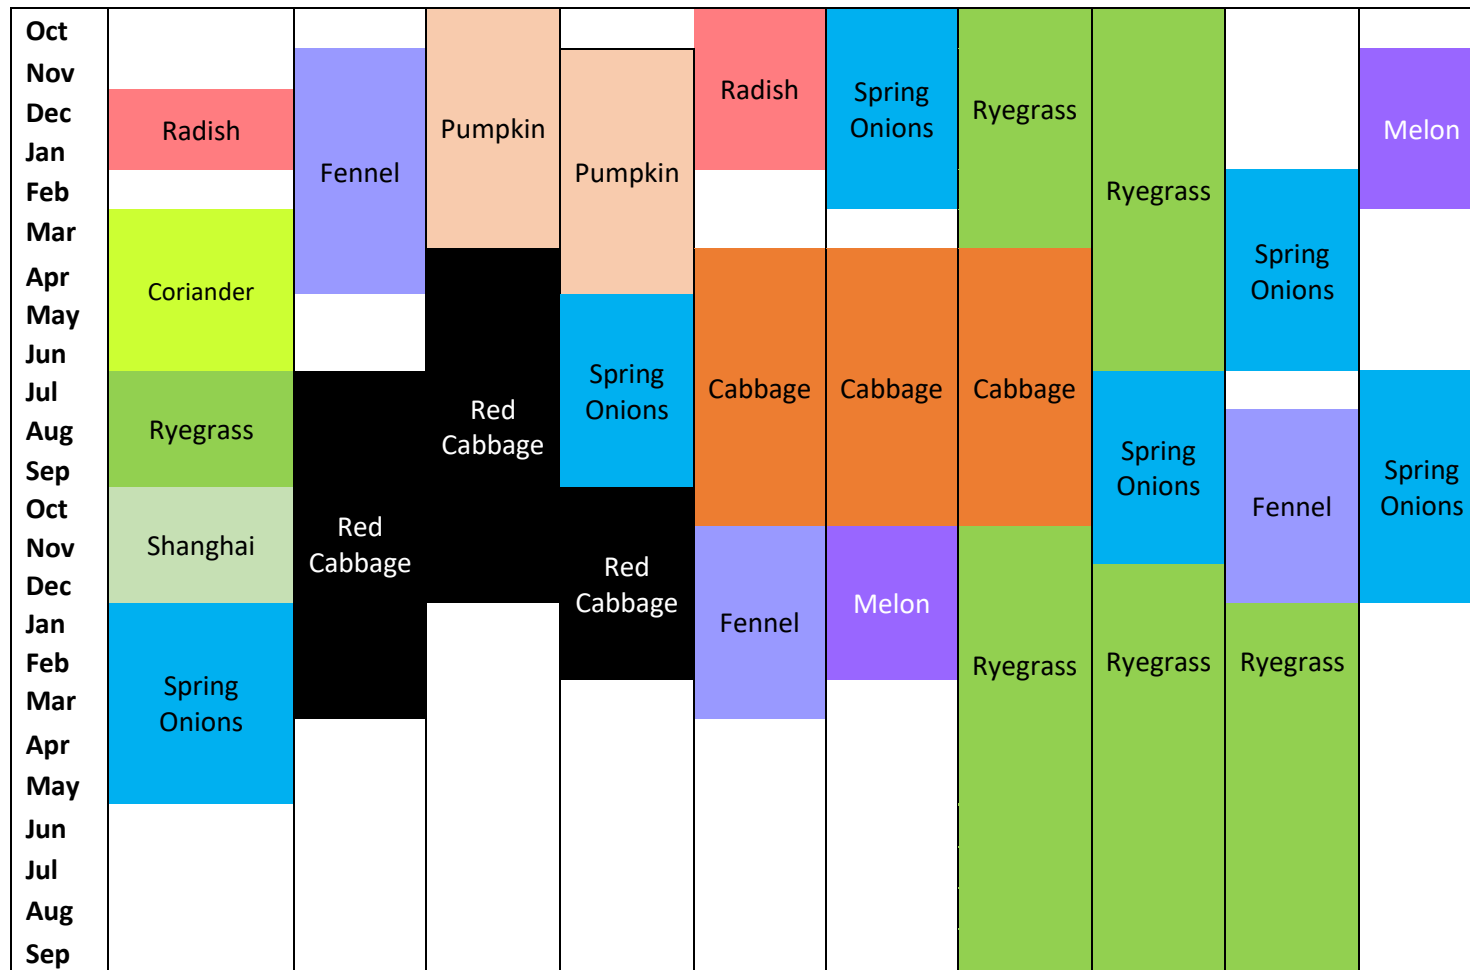 Oct
Nov
Dec
Jan
Feb
Mar
Apr
May
Jun
Jul
Aug
Sep
Oct
Nov
Dec
Jan
Feb
Mar
Apr
May
Jun
Jul
Aug
Sep
Radish
Coriander
Ryegrass
Shanghai
Spring
Onions
Fennel
Red
Cabbage
Pumpkin
Red
Cabbage
Pumpkin
Spring
Onions
Red
Cabbage
Radish
Cabbage
Fennel
Spring
Onions
Cabbage
Melon
Ryegrass
Cabbage
Ryegrass
Ryegrass
Spring
Onions
Ryegrass
Spring
Onions
Fennel
Ryegrass
Melon
Spring
Onions